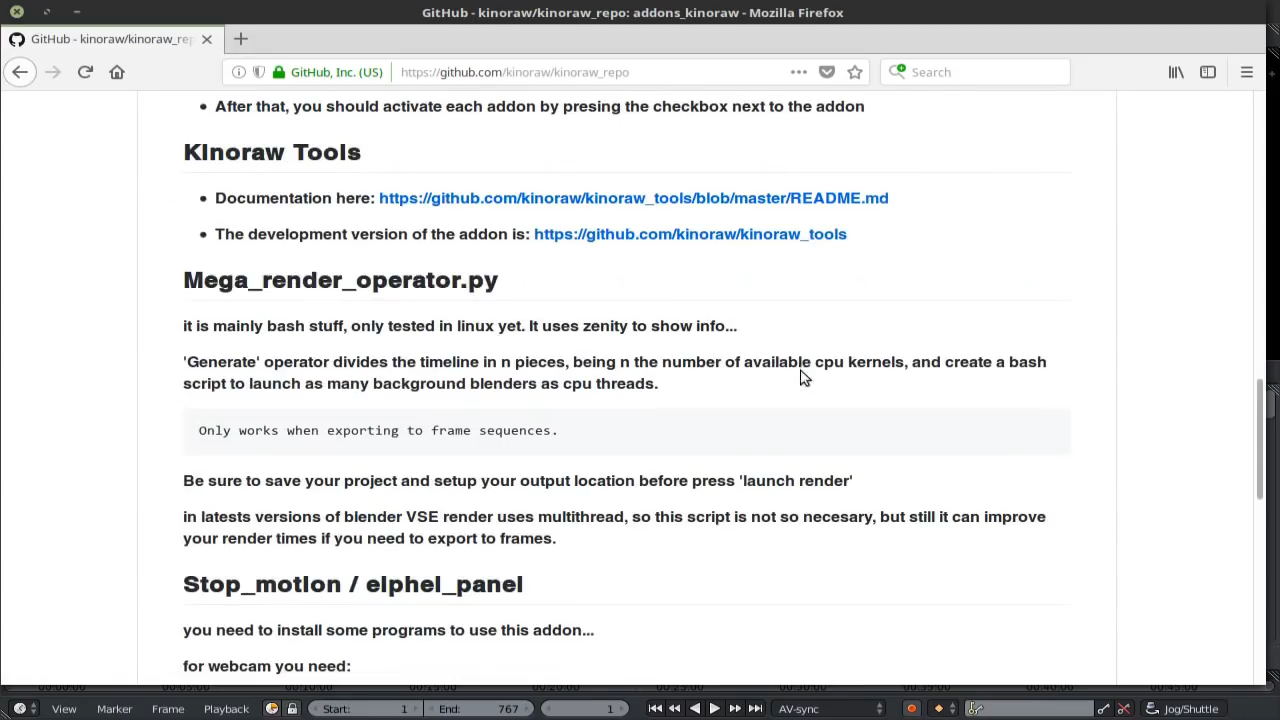 GitHub - kinoraw/kinoraw_repo: addons_kinoraw - Mozilla Firefox
GitHub - kinoraw/kinoraw_rep
GitHub, Inc. (US)
https://github.com/kinoraw/kinoraw_repo
Search
After that, you should activate each addon by presing the checkbox next to the addon
Kinoraw Tools
Documentation here: https://github.com/kinoraw/kinoraw_tools/blob/master/README.md
The development version of the addon is: https://github.com/kinoraw/kinoraw_tools
Mega_render_operator.py
it is mainly bash stuff, only tested in linux yet. It uses zenity to show info...
'Generate' operator divides the timeline in n pieces, being n the number of available cpu kernels, and create a bash
script to launch as many background blenders as cpu threads.
Only works when exporting to frame sequences.
Be sure to save your project and setup your output location before press 'launch render'
in latests versions of blender VSE render uses multithread, so this script is not so necesary, but still it can improve
your render times if you need to export to frames.
Stop_motion / elphel_panel
you need to install some programs to use this addon...
for webcam you need:
View Marker Frame Playback Start: 1 End: 767 1 AV-sync Jog/Shuttle